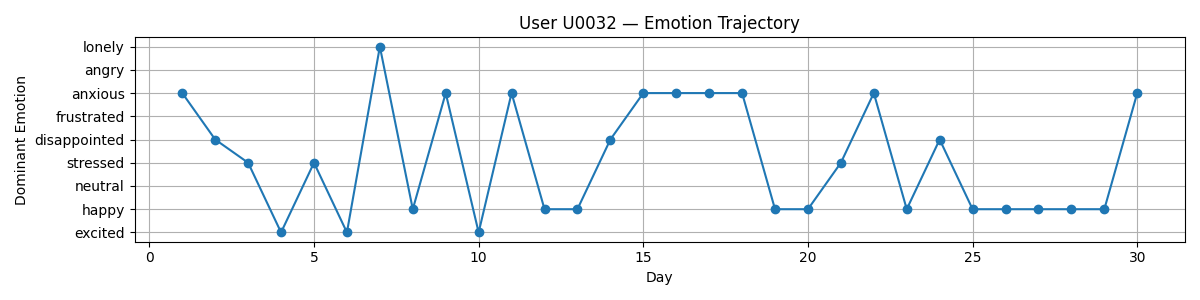 User U0032 — Emotion Trajectory
Dominant Emotion
lonely
angry
anxious
frustrated
disappointed
stressed
neutral
happy
excited
0 5 10 15 20 25 30
Day